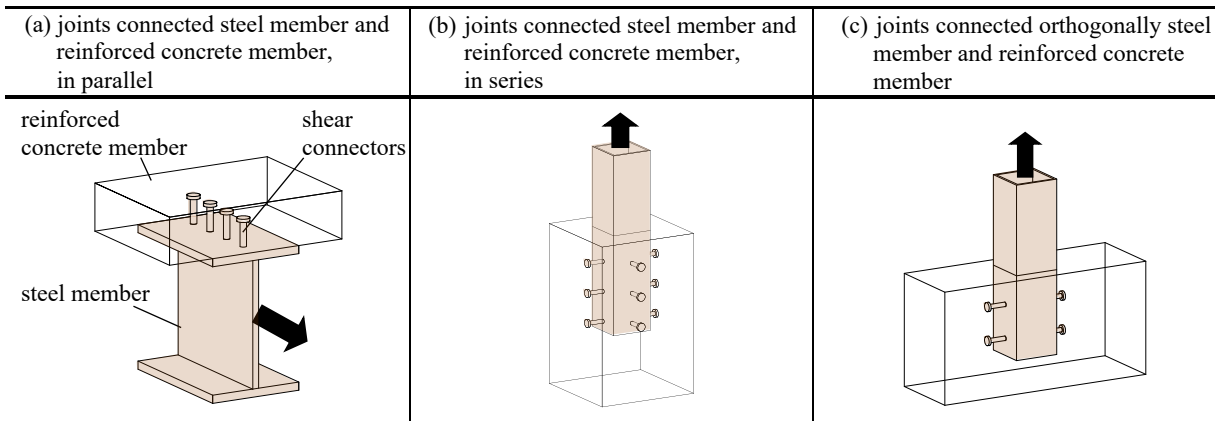 (a) joints connected steel member and
reinforced concrete member,
in parallel
(b) joints connected steel member and
reinforced concrete member,
in series
(c) joints connected orthogonally steel
member and reinforced concrete
member
reinforced
concrete member
shear
connectors
steel member